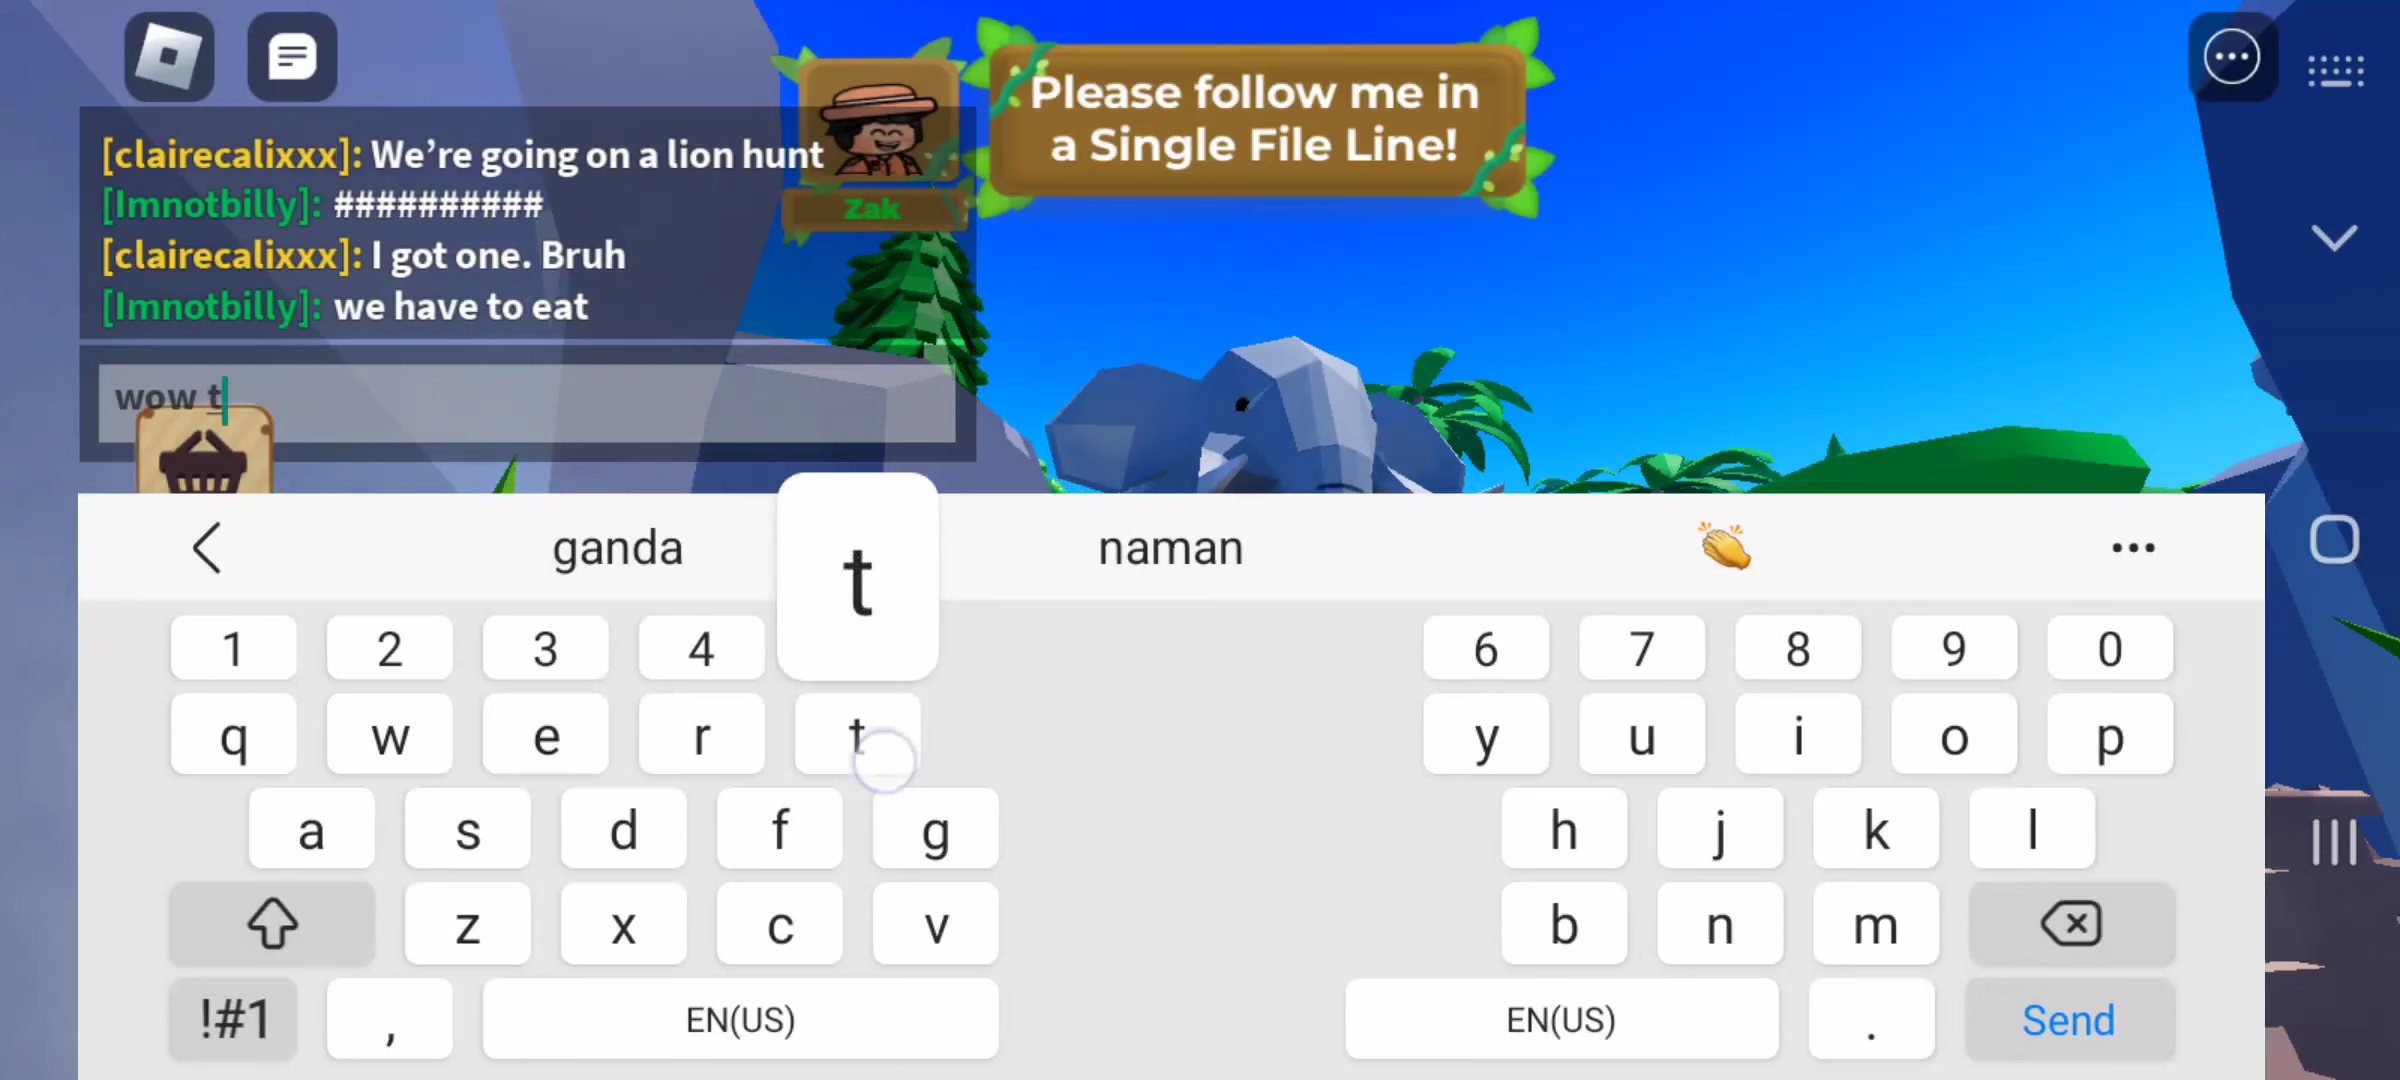 Please follow me in
a Single File Line!
Zak
[clairecalixxx]: We’re going on a lion hunt
[Imnotbilly]: ##########
[clairecalixxx]: I got one. Bruh
[Imnotbilly]: we have to eat
wow t
ganda
t
naman
1 2 3 4 6 7 8 9 0
q w e r t y u i o p
a s d f g h j k l
z x c v b n m
!#1 , EN(US) EN(US) . Send